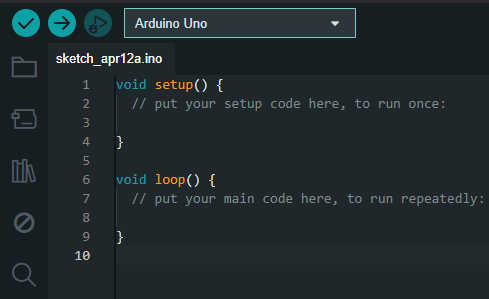 Arduino Uno
sketch_apr12a.ino
1 void setup() {
2   // put your setup code here, to run once:
3
4 }
5
6 void loop() {
7   // put your main code here, to run repeatedly:
8
9 }
10